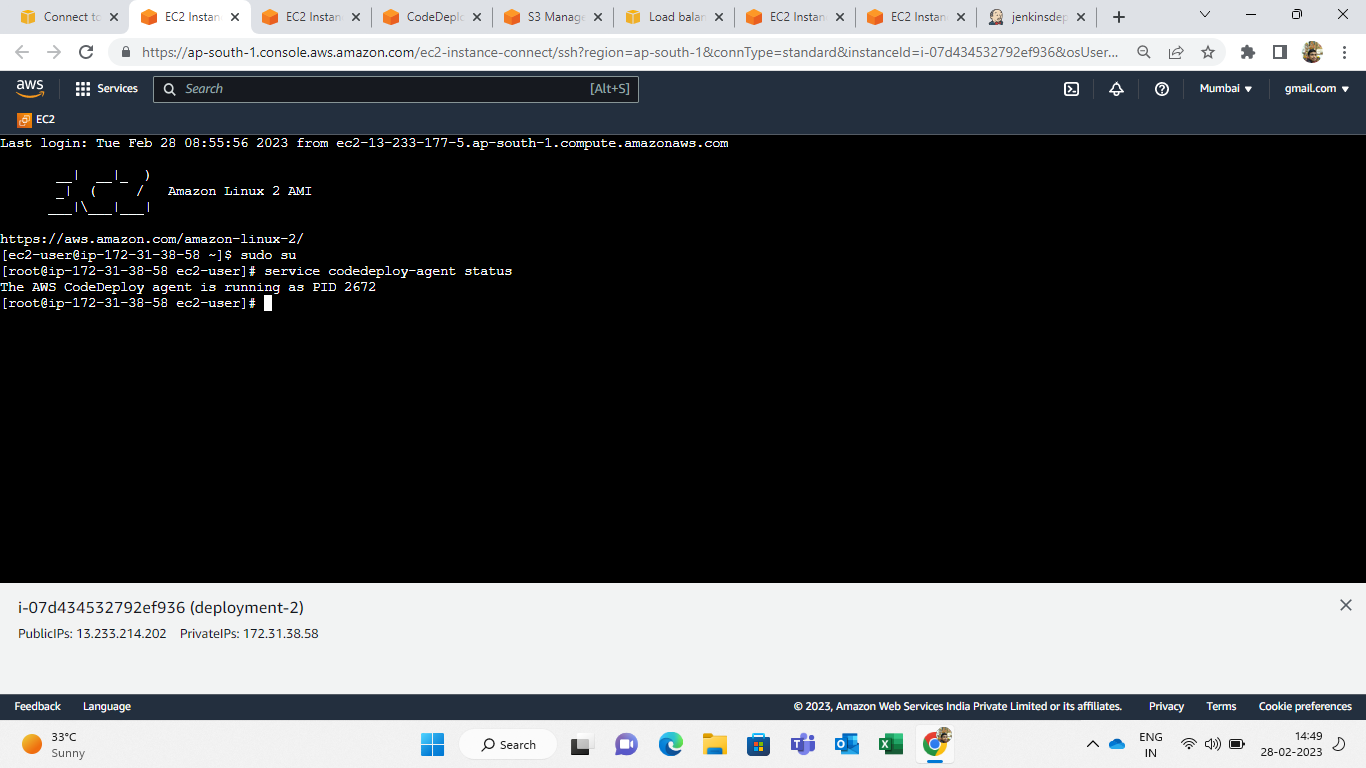 Connect to
EC2 Instan
EC2 Instan
CodeDeplo
S3 Manage
Load balan
EC2 Instan
EC2 Instan
jenkinsdep
https://ap-south-1.console.aws.amazon.com/ec2-instance-connect/ssh?region=ap-south-1&connType=standard&instanceId=i-07d434532792ef936&osUser...
aws
Services
Search
[Alt+S]
Mumbai
gmail.com
EC2
Last login: Tue Feb 28 08:55:56 2023 from ec2-13-233-177-5.ap-south-1.compute.amazonaws.com
       __|  __|_  )
       _|  (     /   Amazon Linux 2 AMI
      ___|\___|___|
https://aws.amazon.com/amazon-linux-2/
[ec2-user@ip-172-31-38-58 ~]$ sudo su
[root@ip-172-31-38-58 ec2-user]# service codedeploy-agent status
The AWS CodeDeploy agent is running as PID 2672
[root@ip-172-31-38-58 ec2-user]#
i-07d434532792ef936 (deployment-2)
PublicIPs: 13.233.214.202 PrivateIPs: 172.31.38.58
Feedback
Language
© 2023, Amazon Web Services India Private Limited or its affiliates.
Privacy
Terms
Cookie preferences
33°C
Sunny
Search
ENG
IN
14:49
28-02-2023